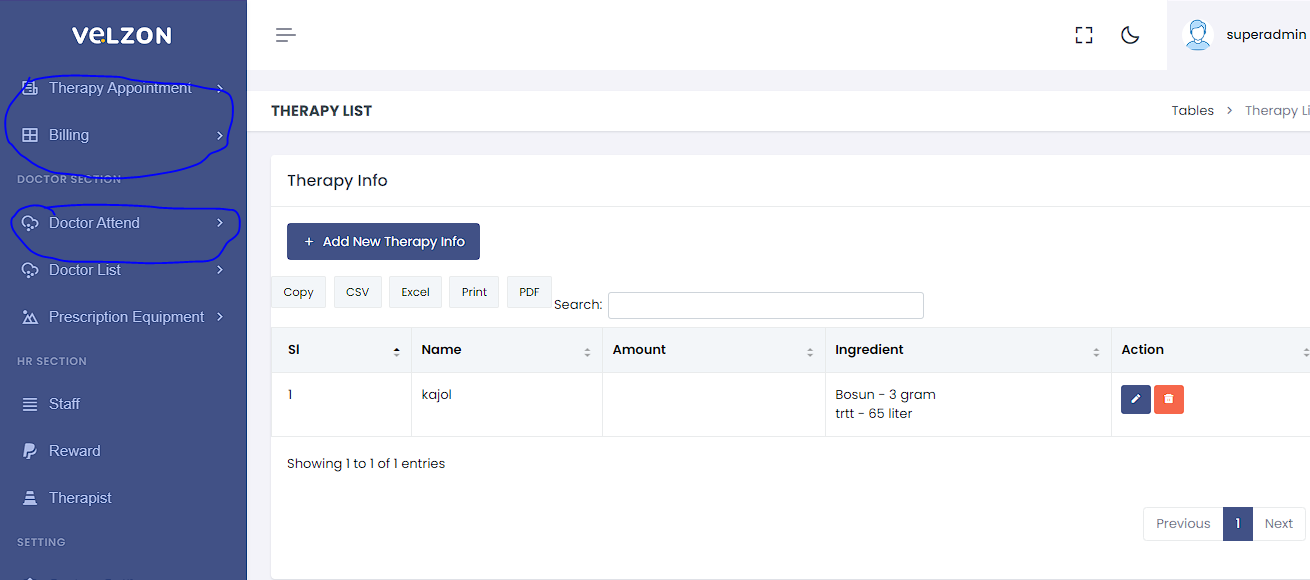 VELZON
Therapy Appointment
Billing
DOCTOR SECTION
Doctor Attend
Doctor List
Prescription Equipment
HR SECTION
Staff
Reward
Therapist
SETTING
superadmin
THERAPY LIST
Tables > Therapy Li
Therapy Info
+ Add New Therapy Info
Copy CSV Excel Print PDF Search:
Sl Name Amount Ingredient Action
1 kajol Bosun - 3 gram
trtt - 65 liter
Showing 1 to 1 of 1 entries
Previous 1 Next